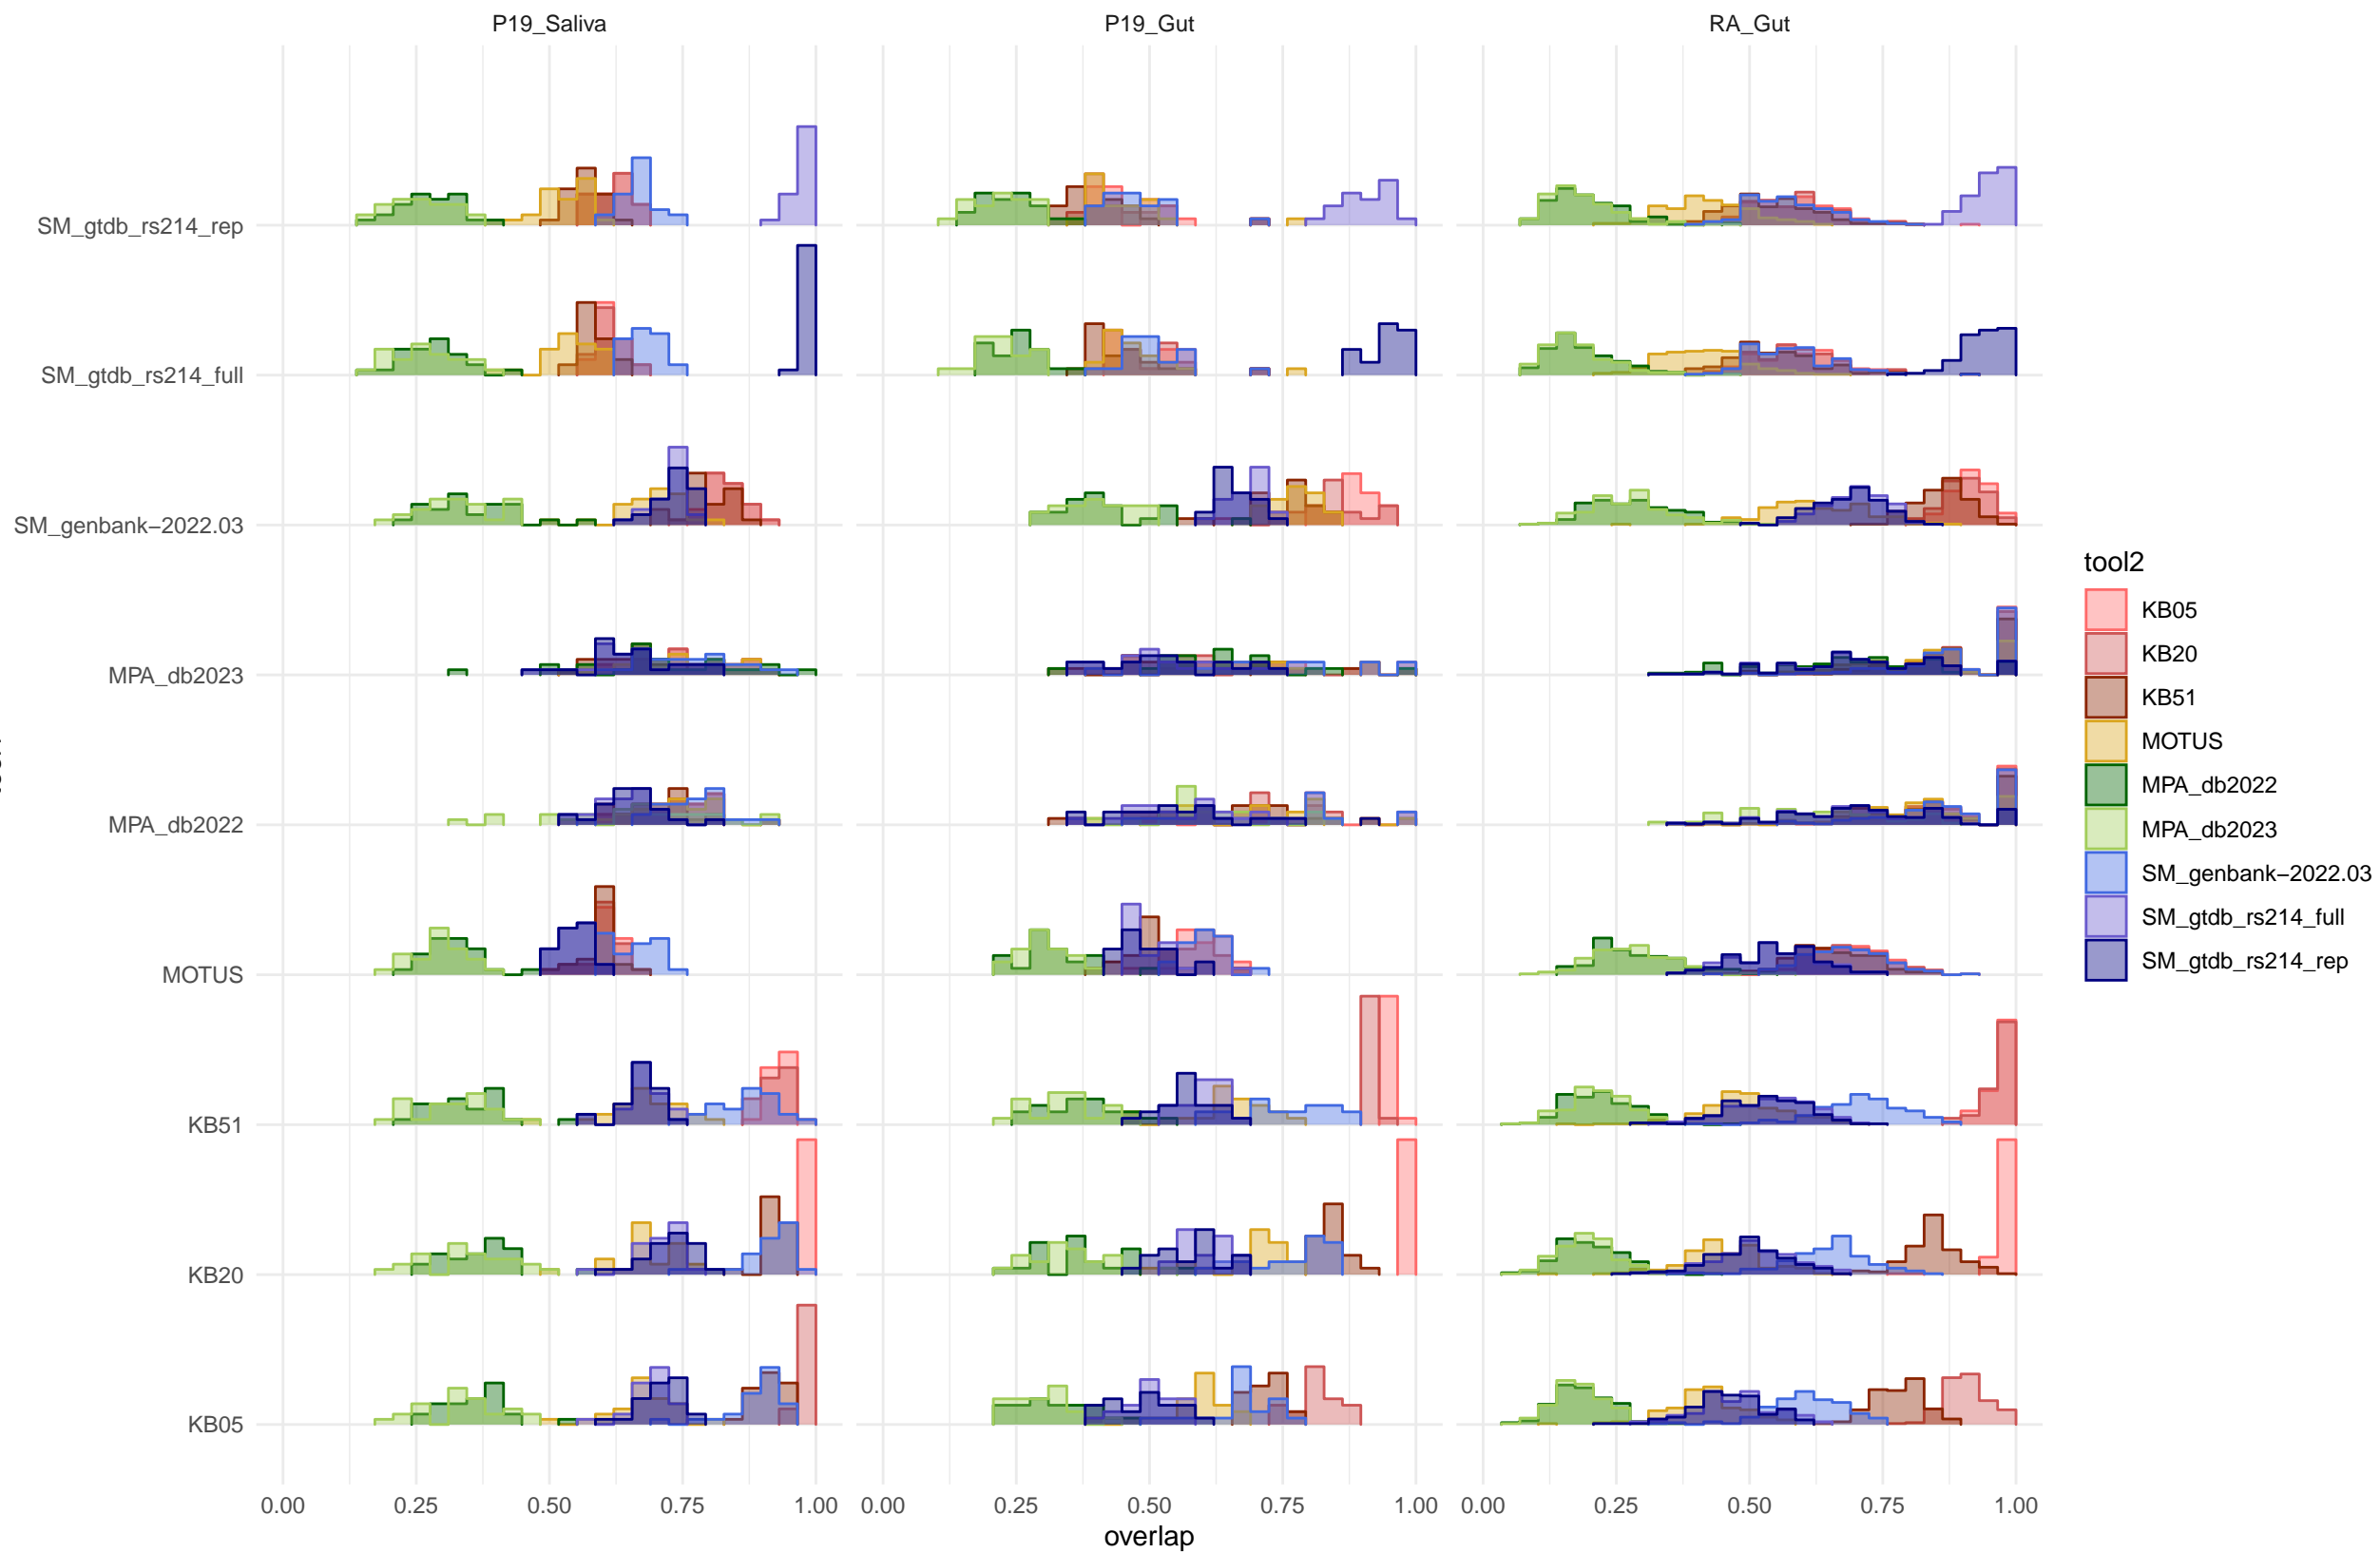 P19_Saliva P19_Gut RA_Gut
SM_gtdb_rs214_rep
SM_gtdb_rs214_full
SM_genbank−2022.03
MPA_db2023
MPA_db2022
MOTUS
KB51
KB20
KB05
0.00 0.25 0.50 0.75 1.00 0.00 0.25 0.50 0.75 1.00 0.00 0.25 0.50 0.75 1.00
overlap
tool2
KB05
KB20
KB51
MOTUS
MPA_db2022
MPA_db2023
SM_genbank−2022.03
SM_gtdb_rs214_full
SM_gtdb_rs214_rep